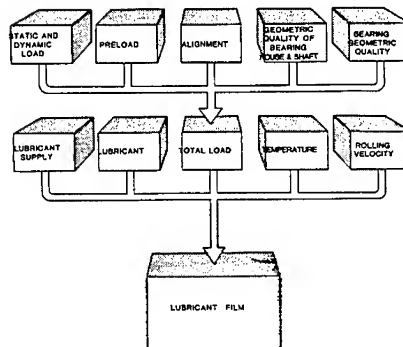 STATIC AND
DYNAMIC
LOAD
PRELOAD
ALIGNMENT
GEOMETRIC
QUALITY OF
BEARING
HOUSE & SHAFT
BEARING
GEOMETRIC
QUALITY
LUBRICANT
SUPPLY
LUBRICANT
TOTAL LOAD
TEMPERATURE
ROLLING
VELOCITY
LUBRICANT FILM